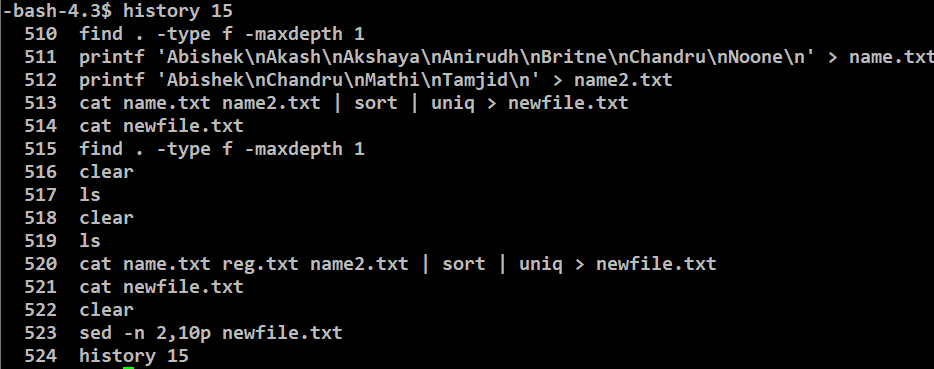 -bash-4.3$ history 15
510 find . -type f -maxdepth 1
511 printf 'Abishek\nAkash\nAkshaya\nAnirudh\nBritne\nChandru\nNoone\n' > name.txt
512 printf 'Abishek\nChandru\nMathi\nTamjid\n' > name2.txt
513 cat name.txt name2.txt | sort | uniq > newfile.txt
514 cat newfile.txt
515 find . -type f -maxdepth 1
516 clear
517 ls
518 clear
519 ls
520 cat name.txt reg.txt name2.txt | sort | uniq > newfile.txt
521 cat newfile.txt
522 clear
523 sed -n 2,10p newfile.txt
524 history 15